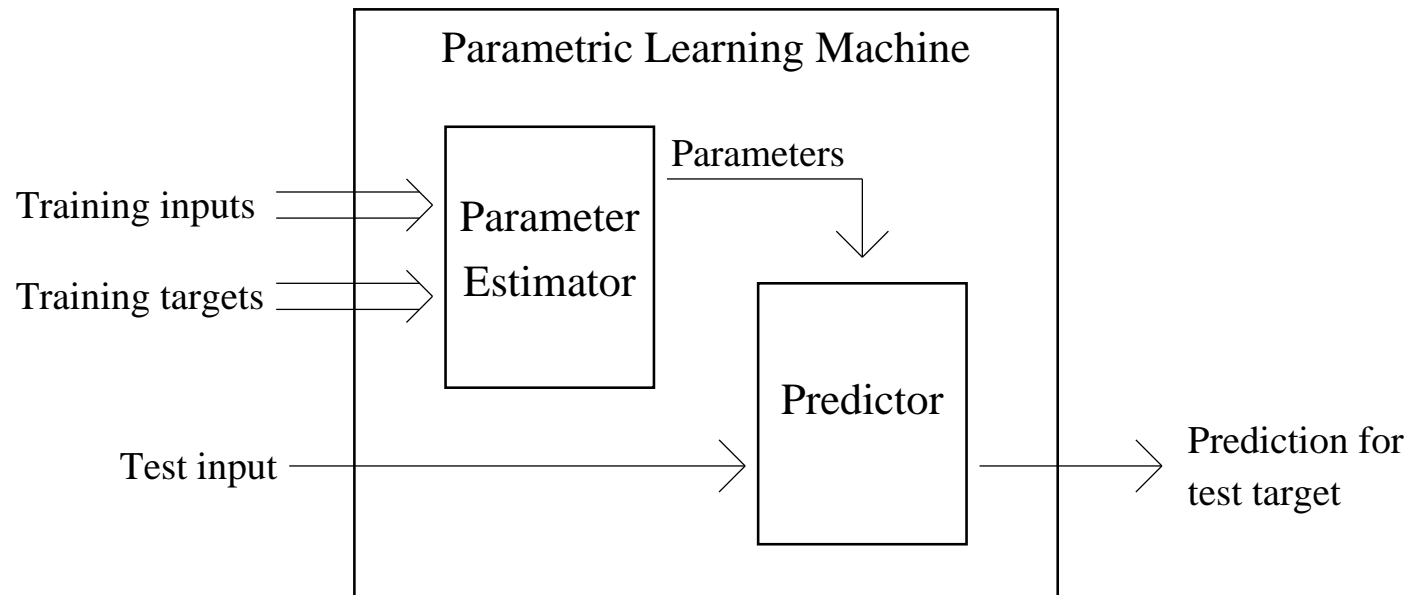 Parametric Learning Machine
Parameters
Training inputs
Parameter
Estimator
Training targets
Predictor
Test input
Prediction for
test target